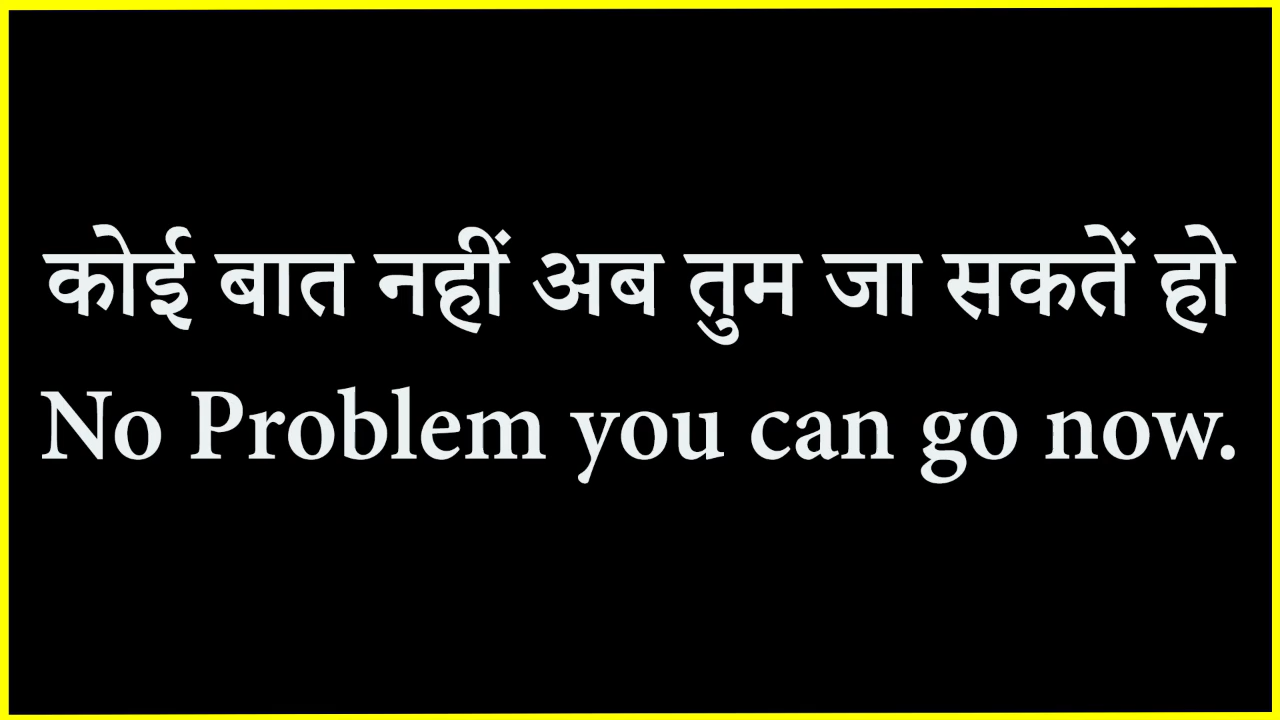 कोई बात नहीं अब तुम जा सकतें हो
No Problem you can go now.